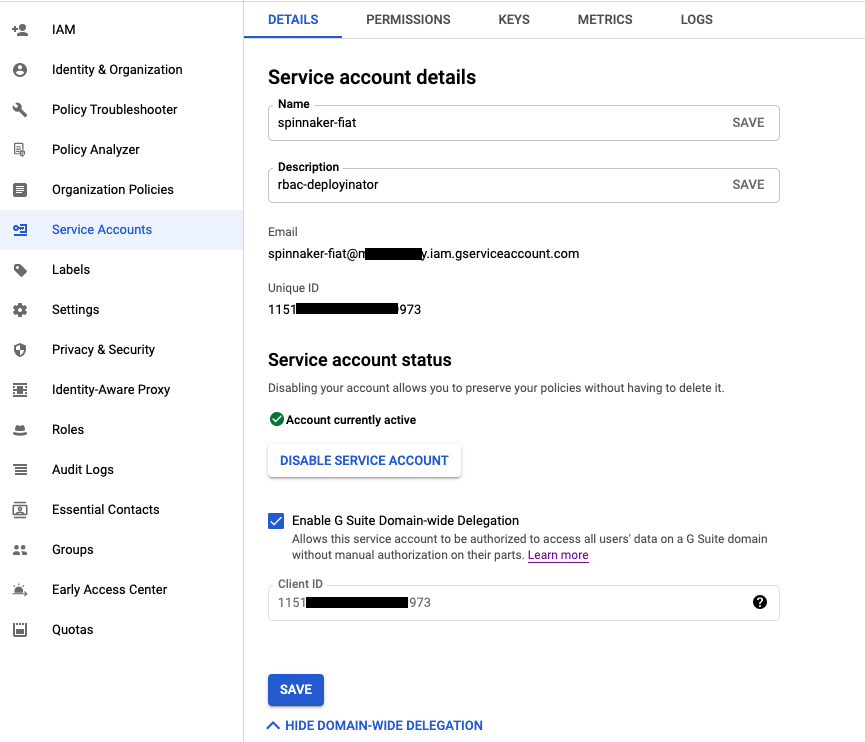 IAM
Identity & Organization
Policy Troubleshooter
Policy Analyzer
Organization Policies
Service Accounts
Labels
Settings
Privacy & Security
Identity-Aware Proxy
Roles
Audit Logs
Essential Contacts
Groups
Early Access Center
Quotas
DETAILS PERMISSIONS KEYS METRICS LOGS
Service account details
Name
spinnaker-fiat SAVE
Description
rbac-deployinator SAVE
Email
spinnaker-fiat@m y.iam.gserviceaccount.com
Unique ID
1151 973
Service account status
Disabling your account allows you to preserve your policies without having to delete it.
Account currently active
DISABLE SERVICE ACCOUNT
Enable G Suite Domain-wide Delegation
Allows this service account to be authorized to access all users' data on a G Suite domain
without manual authorization on their parts. Learn more
Client ID
1151 973 ?
SAVE
HIDE DOMAIN-WIDE DELEGATION